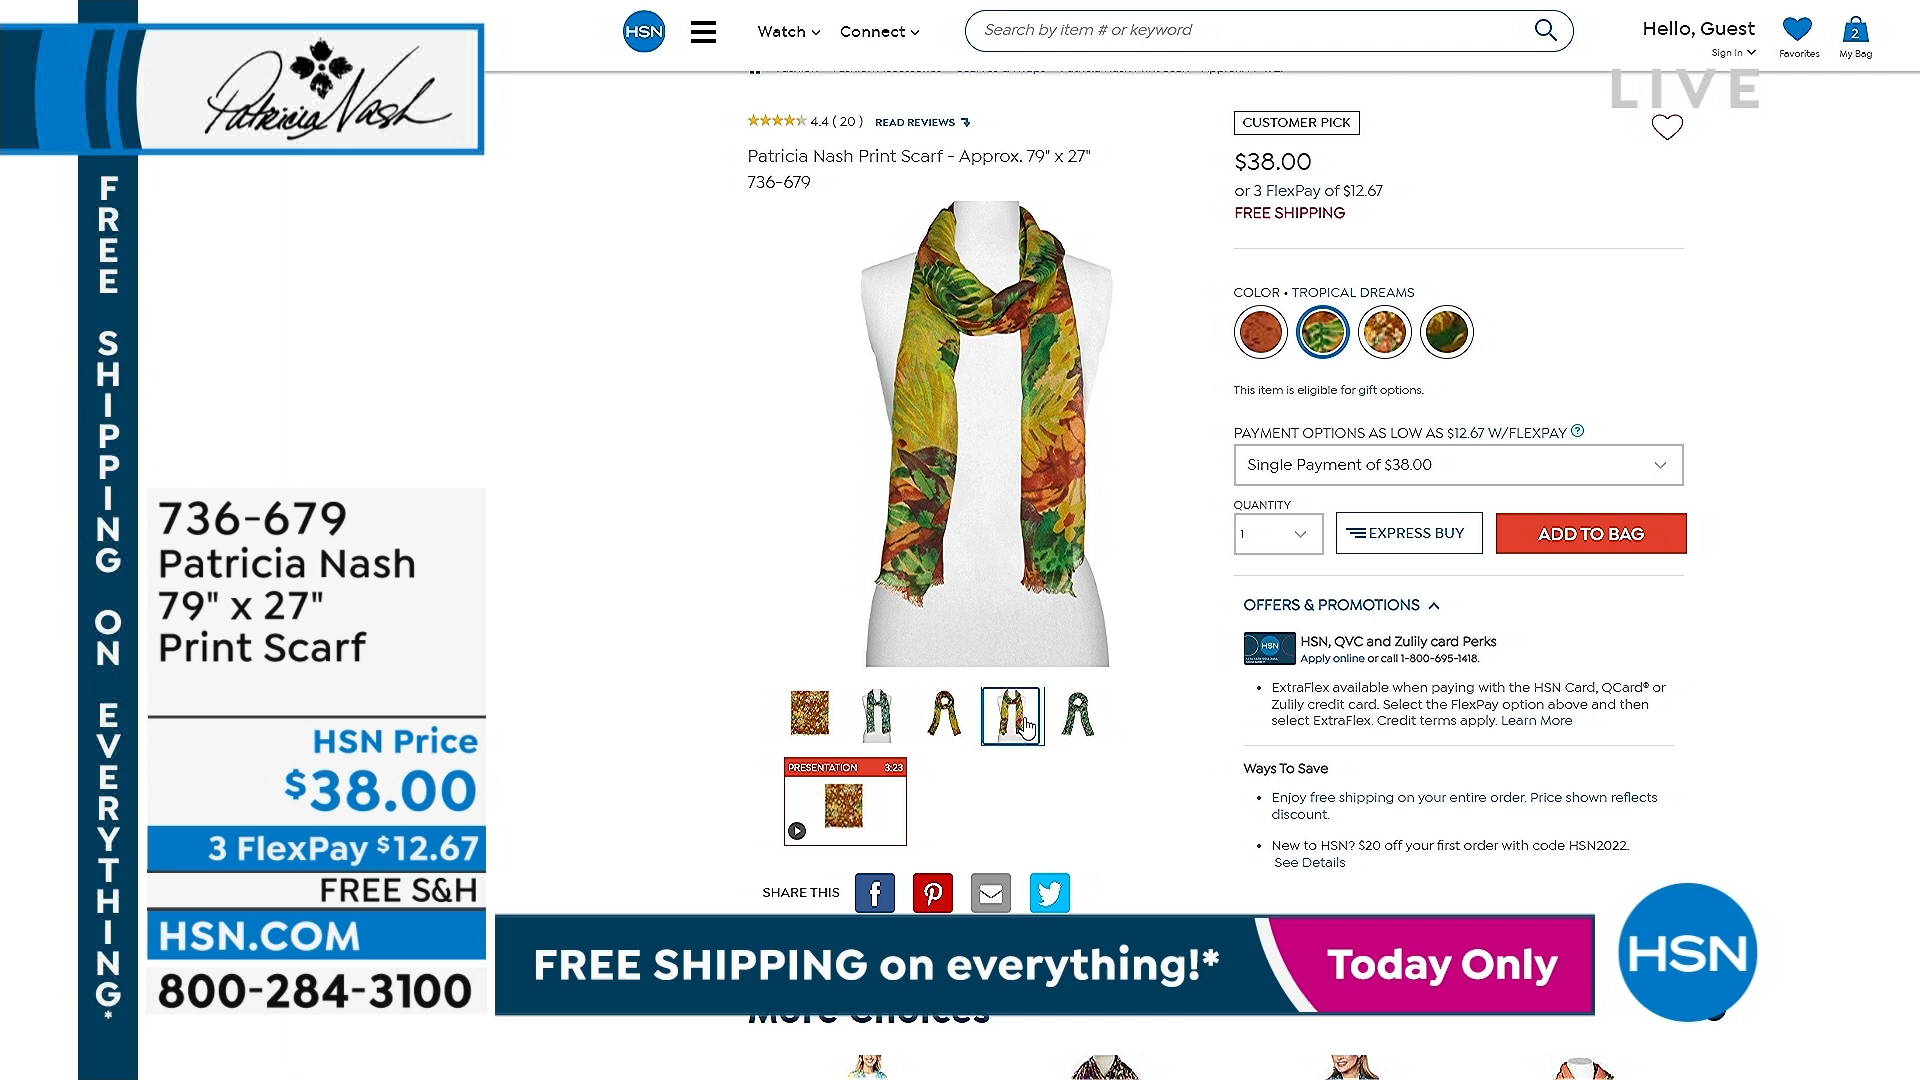 Patricia Nash
FREE SHIPPING ON EVERYTHING*
736-679
Patricia Nash
79" x 27"
Print Scarf
HSN Price
$38.00
3 FlexPay $12.67
FREE S&H
HSN.COM
800-284-3100
HSN
Watch
Connect
Search by item # or keyword
Hello, Guest
Sign In
Favorites
2
My Bag
LIVE
4.4 ( 20 )
READ REVIEWS
Patricia Nash Print Scarf - Approx. 79" x 27"
736-679
CUSTOMER PICK
$38.00
or 3 FlexPay of $12.67
FREE SHIPPING
COLOR • TROPICAL DREAMS
This item is eligible for gift options.
PAYMENT OPTIONS AS LOW AS $12.67 W/FLEXPAY ?
Single Payment of $38.00
QUANTITY
1
EXPRESS BUY
ADD TO BAG
OFFERS & PROMOTIONS
HSN
HSN, QVC and Zulily card Perks
Apply online or call 1-800-695-1418.
• ExtraFlex available when paying with the HSN Card, QCard® or
Zulily credit card. Select the FlexPay option above and then
select ExtraFlex. Credit terms apply. Learn More
Ways To Save
• Enjoy free shipping on your entire order. Price shown reflects
discount.
• New to HSN? $20 off your first order with code HSN2022.
See Details
PRESENTATION 3:23
SHARE THIS
FREE SHIPPING on everything!*
Today Only
HSN
More Choices